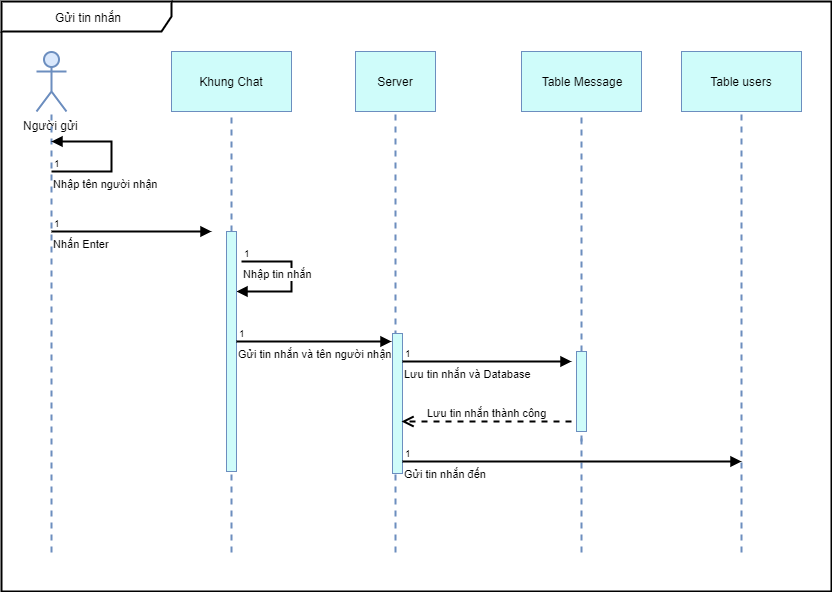 Gửi tin nhắn
Khung Chat
Server
Table Message
Table users
Người gửi
1
Nhập tên người nhận
1
Nhấn Enter
1
Nhập tin nhắn
1
Gửi tin nhắn và tên người nhận
1
Lưu tin nhắn và Database
Lưu tin nhắn thành công
1
Gửi tin nhắn đến